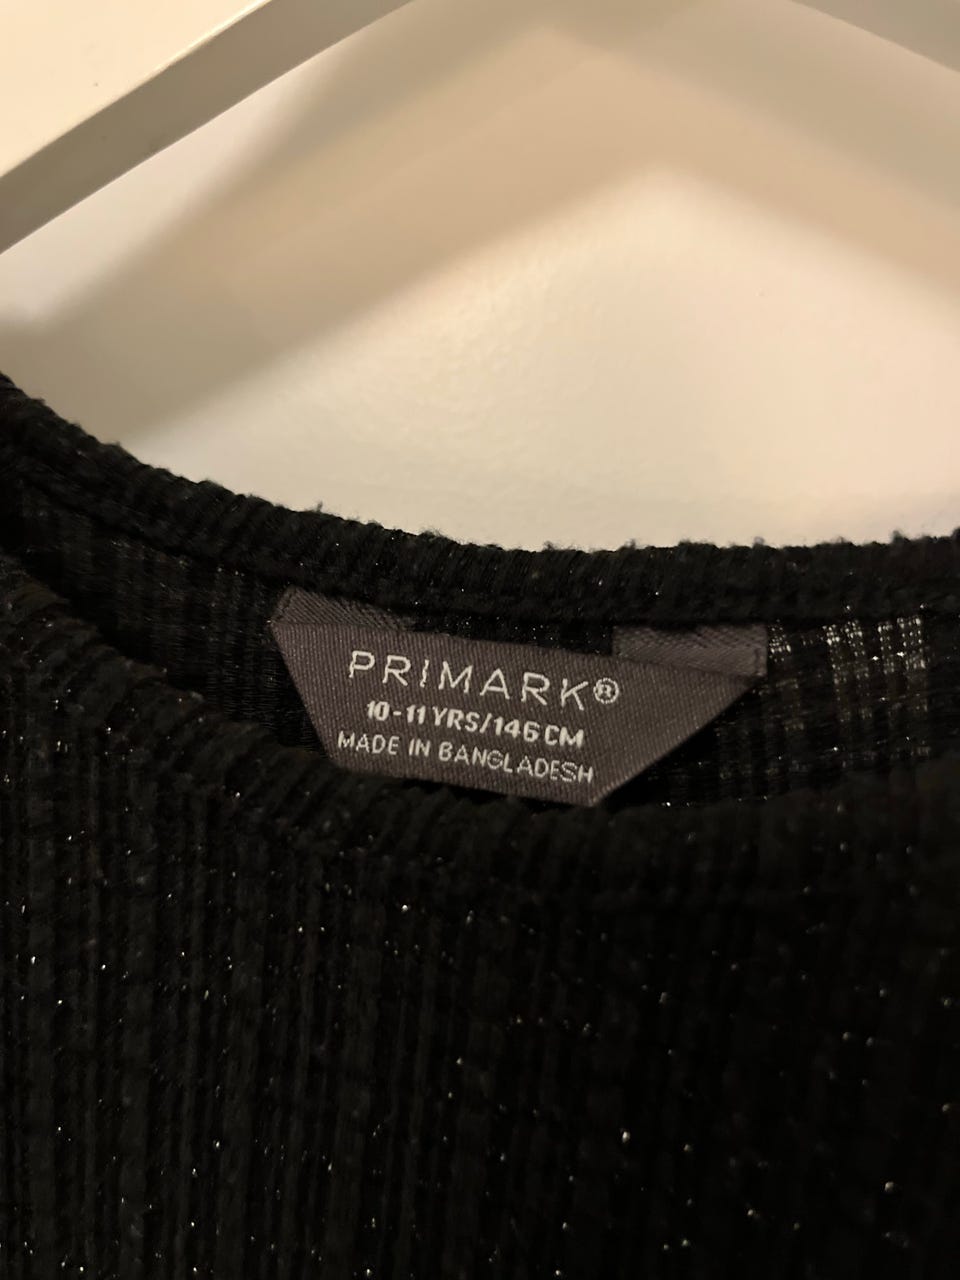 PRIMARK®
10-11 YRS/146 CM
MADE IN BANGLADESH